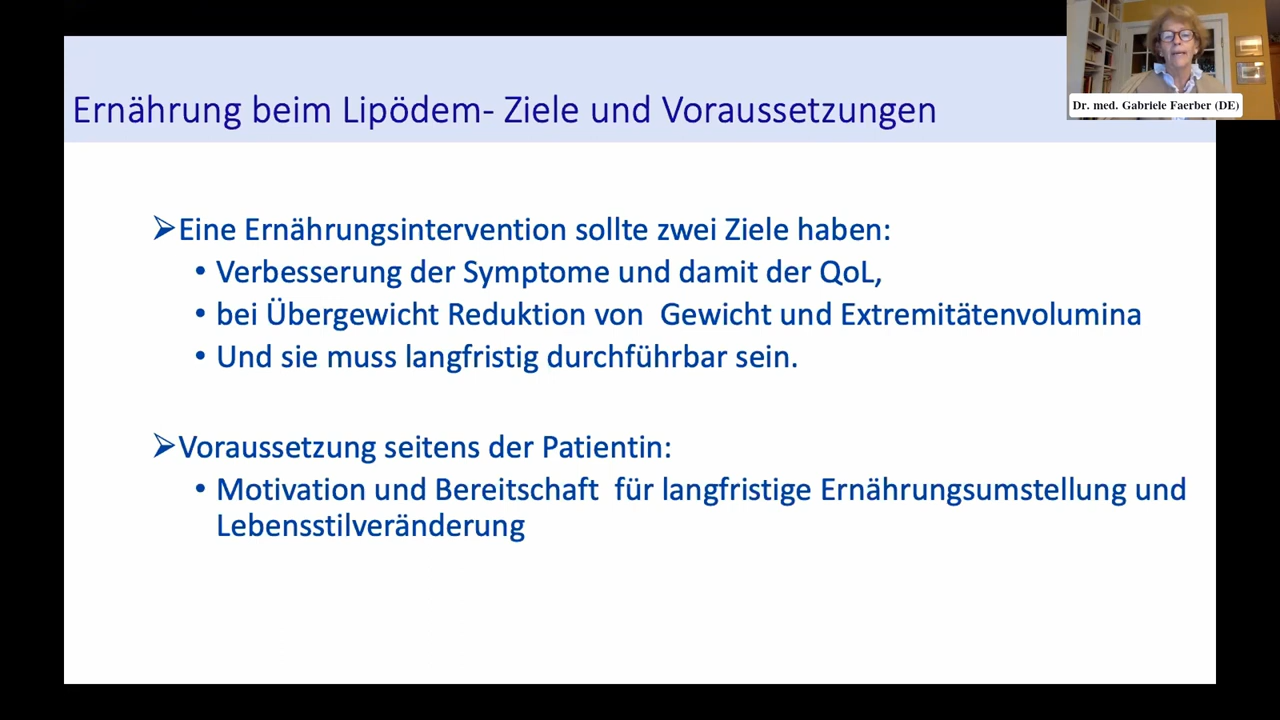 Dr. med. Gabriele Faerber (DE)
Ernährung beim Lipödem- Ziele und Voraussetzungen
➢Eine Ernährungsintervention sollte zwei Ziele haben:
• Verbesserung der Symptome und damit der QoL,
• bei Übergewicht Reduktion von  Gewicht und Extremitätenvolumina
• Und sie muss langfristig durchführbar sein.
➢Voraussetzung seitens der Patientin:
• Motivation und Bereitschaft  für langfristige Ernährungsumstellung und
Lebensstilveränderung